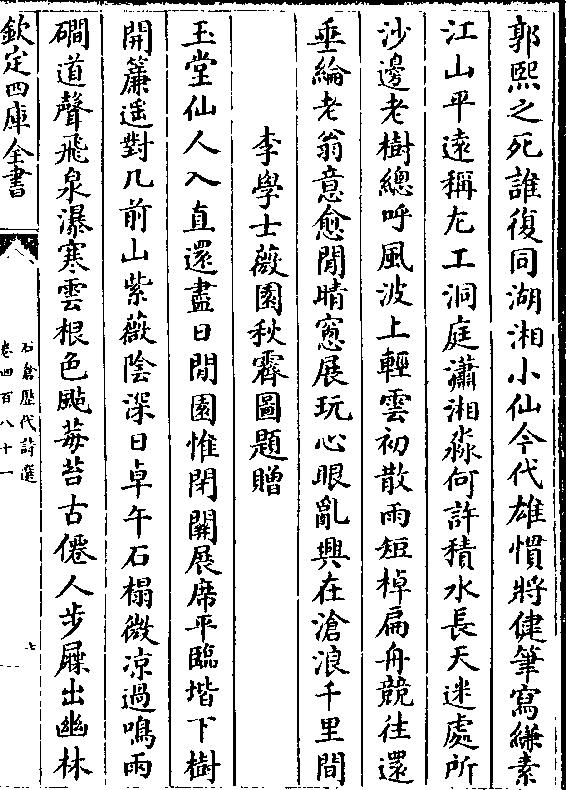 郭熙之死誰復同湖湘小仙今代雄慣將健筆寫縑素
江山平遠稱尤工洞庭瀟湘淼何許積水長天迷處所
沙邊老樹總呼風波上輕雲初散雨短棹扁舟競往還
垂綸老翁意愈閒晴窻展玩心眼亂興在滄浪千里間
李學士薇園秋霽圖題贈
玉堂仙人入直還盡日閒園惟閉關展席平臨堦下樹
開簾遥對几前山紫薇陰深日卓午石榻微凉過鳴雨
磵道聲飛泉瀑寒雲根色颭莓苔古僊人步屧出幽林
欽定四庫全書
石倉歷代詩選
卷四百八十一
七